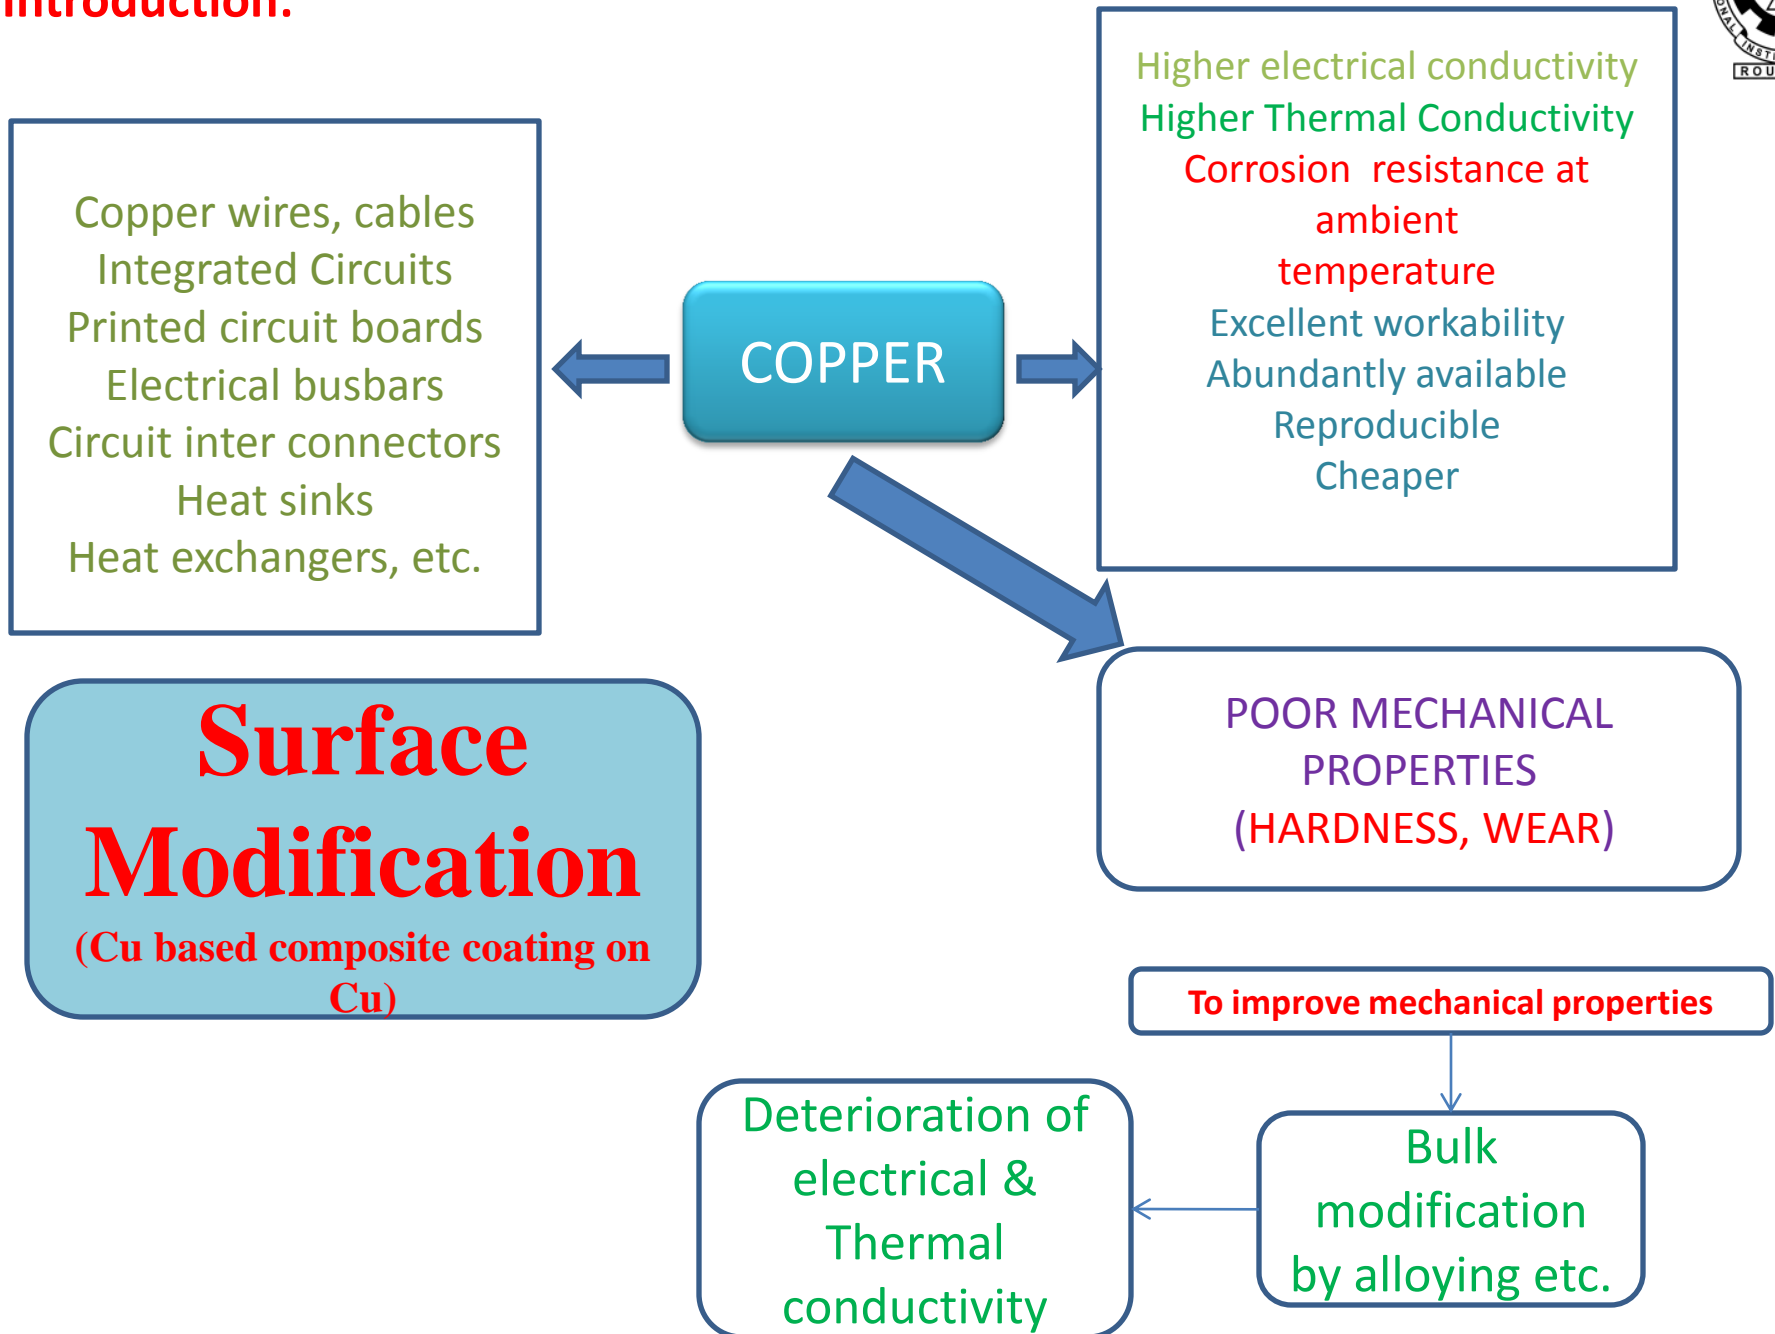 Introduction:
Higher electrical conductivity
Higher Thermal Conductivity
Corrosion resistance at
ambient
temperature
Excellent workability
Abundantly available
Reproducible
Cheaper
Copper wires, cables
Integrated Circuits
Printed circuit boards
Electrical busbars
Circuit inter connectors
Heat sinks
Heat exchangers, etc.
COPPER
POOR MECHANICAL
PROPERTIES
(HARDNESS, WEAR)
Surface
Modification
(Cu based composite coating on
Cu)
To improve mechanical properties
Bulk
modification
by alloying etc.
Deterioration of
electrical &
Thermal
conductivity